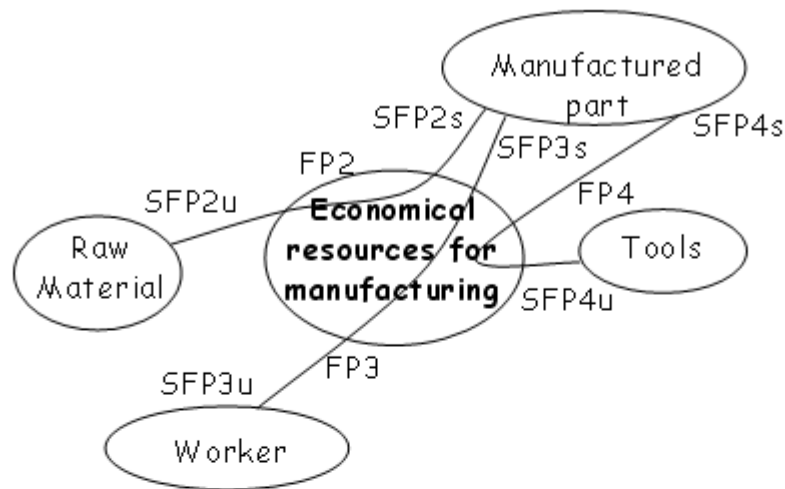 Manufactured
part
SFP2s
SFP3s
SFP4s
FP2
SFP2u
FP4
Economical
resources for
manufacturing
Raw
Material
Tools
SFP4u
FP3
SFP3u
Worker